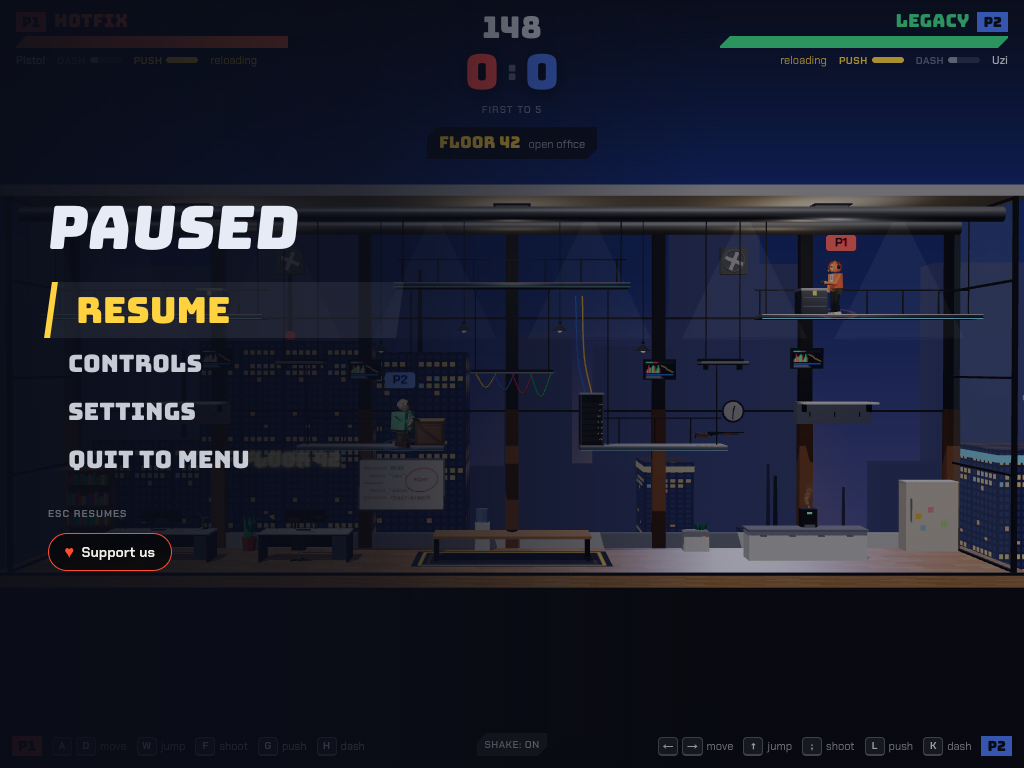 P1 HOTFIX
Pistol DASH PUSH reloading
148
0 : 0
FIRST TO 5
FLOOR 42 open office
LEGACY P2
reloading PUSH DASH Uzi
PAUSED
RESUME
CONTROLS
SETTINGS
QUIT TO MENU
ESC RESUMES
♥ Support us
P1
P2
FLOOR 42
P1 A D move W jump F shoot G push H dash
SHAKE: ON
← → move ↑ jump ; shoot L push K dash P2